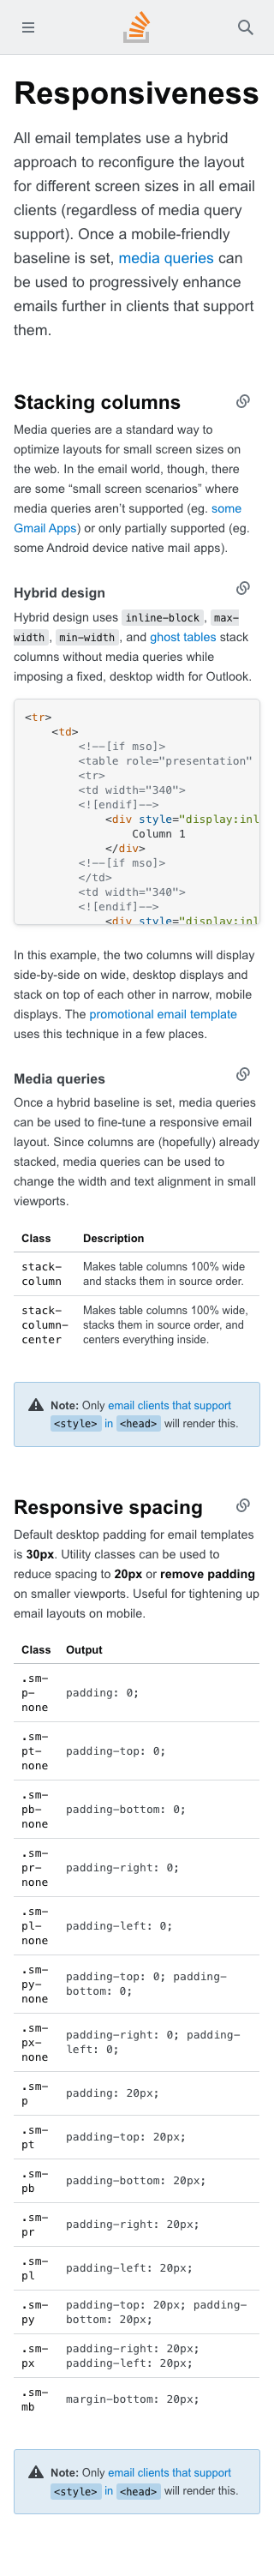 Responsiveness
All email templates use a hybrid
approach to reconfigure the layout
for different screen sizes in all email
clients (regardless of media query
support). Once a mobile-friendly
baseline is set, media queries can
be used to progressively enhance
emails further in clients that support
them.
Stacking columns
Media queries are a standard way to
optimize layouts for small screen sizes on
the web. In the email world, though, there
are some “small screen scenarios” where
media queries aren’t supported (eg. some
Gmail Apps) or only partially supported (eg.
some Android device native mail apps).
Hybrid design
Hybrid design uses inline-block, max-
width, min-width, and ghost tables stack
columns without media queries while
imposing a fixed, desktop width for Outlook.
<tr>
<td>
<!--[if mso]>
<table role="presentation"
<tr>
<td width="340">
<![endif]-->
<div style="display:inl
Column 1
</div>
<!--[if mso]>
</td>
<td width="340">
<![endif]-->
<div style="display:inl
In this example, the two columns will display
side-by-side on wide, desktop displays and
stack on top of each other in narrow, mobile
displays. The promotional email template
uses this technique in a few places.
Media queries
Once a hybrid baseline is set, media queries
can be used to fine-tune a responsive email
layout. Since columns are (hopefully) already
stacked, media queries can be used to
change the width and text alignment in small
viewports.
Class Description
stack- Makes table columns 100% wide
column and stacks them in source order.
stack- Makes table columns 100% wide,
column- stacks them in source order, and
center centers everything inside.
Note: Only email clients that support
<style> in <head> will render this.
Responsive spacing
Default desktop padding for email templates
is 30px. Utility classes can be used to
reduce spacing to 20px or remove padding
on smaller viewports. Useful for tightening up
email layouts on mobile.
Class Output
.sm-
p- padding: 0;
none
.sm-
pt- padding-top: 0;
none
.sm-
pb- padding-bottom: 0;
none
.sm-
pr- padding-right: 0;
none
.sm-
pl- padding-left: 0;
none
.sm-
py- padding-top: 0; padding-
none bottom: 0;
.sm-
px- padding-right: 0; padding-
none left: 0;
.sm- padding: 20px;
p
.sm- padding-top: 20px;
pt
.sm- padding-bottom: 20px;
pb
.sm- padding-right: 20px;
pr
.sm- padding-left: 20px;
pl
.sm- padding-top: 20px; padding-
py bottom: 20px;
.sm- padding-right: 20px;
px padding-left: 20px;
.sm- margin-bottom: 20px;
mb
Note: Only email clients that support
<style> in <head> will render this.